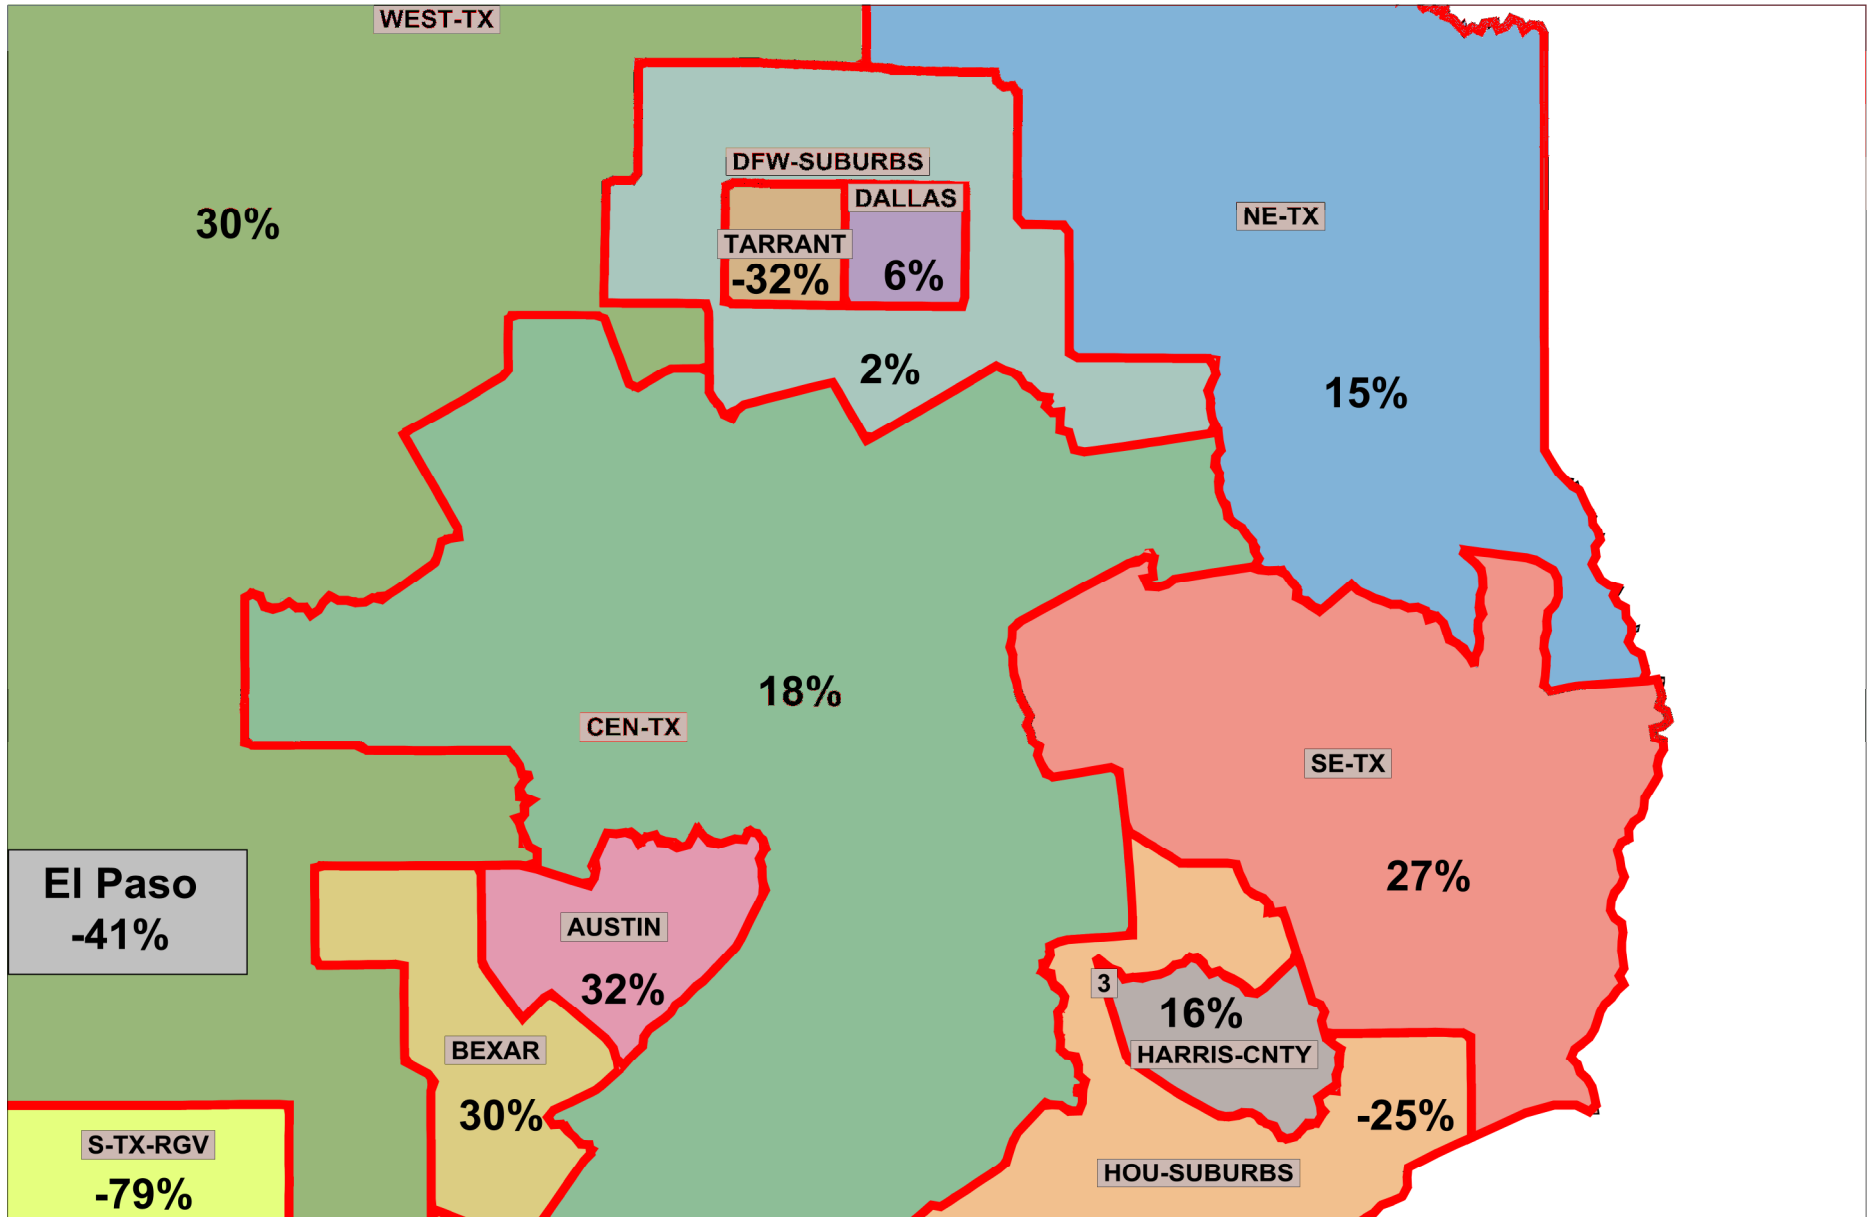 WEST-TX
DFW-SUBURBS
DALLAS
30%
NE-TX
TARRANT
-32%
6%
2%
15%
18%
CEN-TX
SE-TX
El Paso
-41%
27%
AUSTIN
32%
3
16%
BEXAR
HARRIS-CNTY
30%
-25%
S-TX-RGV
-79%
HOU-SUBURBS